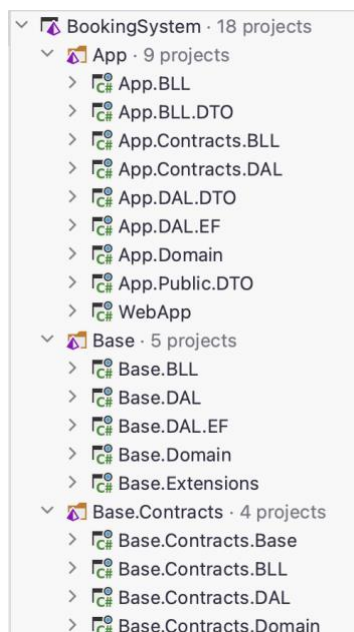 BookingSystem · 18 projects
App · 9 projects
C# App.BLL
C# App.BLL.DTO
C# App.Contracts.BLL
C# App.Contracts.DAL
C# App.DAL.DTO
C# App.DAL.EF
C# App.Domain
C# App.Public.DTO
C# WebApp
Base · 5 projects
C# Base.BLL
C# Base.DAL
C# Base.DAL.EF
C# Base.Domain
C# Base.Extensions
Base.Contracts · 4 projects
C# Base.Contracts.Base
C# Base.Contracts.BLL
C# Base.Contracts.DAL
C# Base.Contracts.Domain